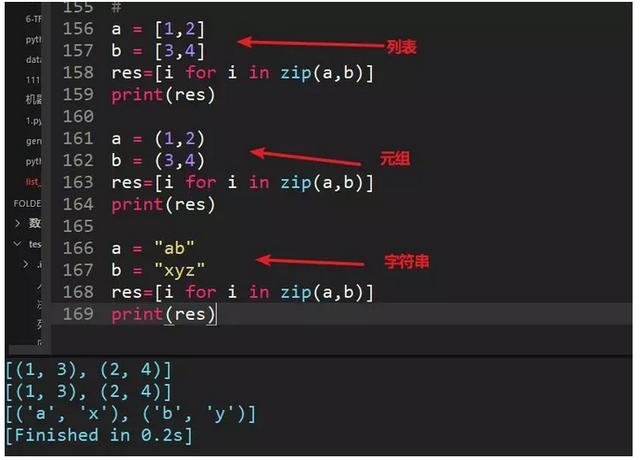 155 #
6-TF
156 a = [1,2]
pyth
157 b = [3,4]
列表
data
158 res=[i for i in zip(a,b)]
111
159 print(res)
机器
160
1.py
161 a = (1,2)
gen
162 b = (3,4)
元组
pyth
163 res=[i for i in zip(a,b)]
list_
164 print(res)
FOLDE
165
数
166 a = "ab"
tes
167 b = "xyz"
字符串
168 res=[i for i in zip(a,b)]
169 print(res)
[(1, 3), (2, 4)]
[(1, 3), (2, 4)]
[('a', 'x'), ('b', 'y')]
[Finished in 0.2s]